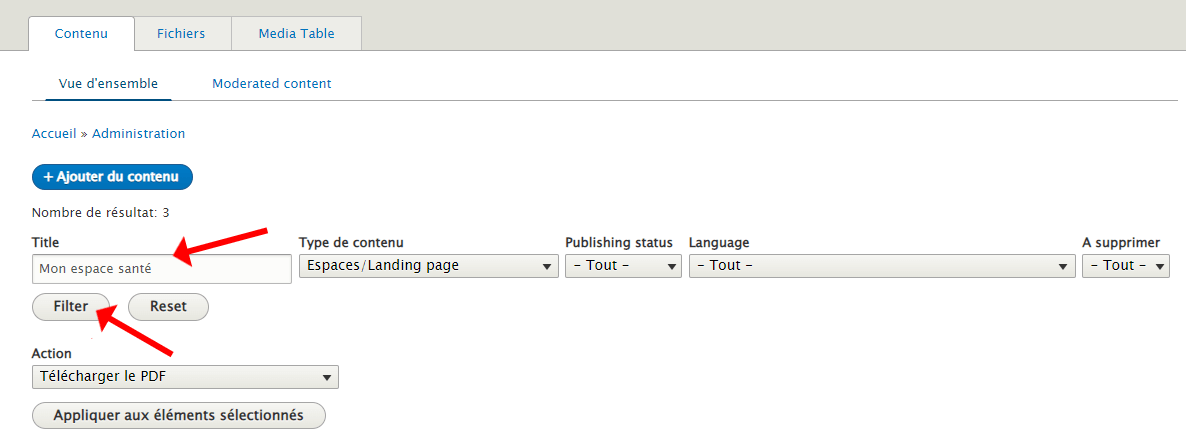 Contenu Fichiers Media Table
Vue d'ensemble Moderated content
Accueil » Administration
+ Ajouter du contenu
Nombre de résultat: 3
Title Type de contenu Publishing status Language A supprimer
Mon espace santé Espaces/Landing page - Tout - - Tout - - Tout -
Filter Reset
Action
Télécharger le PDF
Appliquer aux éléments sélectionnés